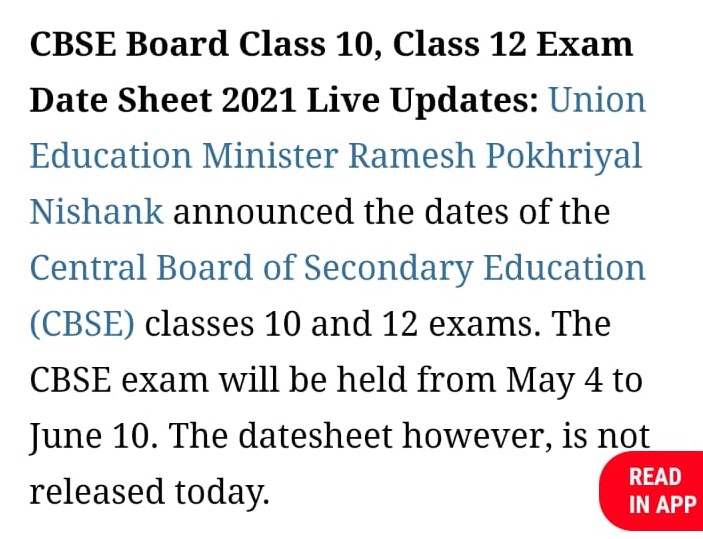 CBSE Board Class 10, Class 12 Exam
Date Sheet 2021 Live Updates: Union
Education Minister Ramesh Pokhriyal
Nishank announced the dates of the
Central Board of Secondary Education
(CBSE) classes 10 and 12 exams. The
CBSE exam will be held from May 4 to
June 10. The datesheet however, is not
released today.
READ
IN APP